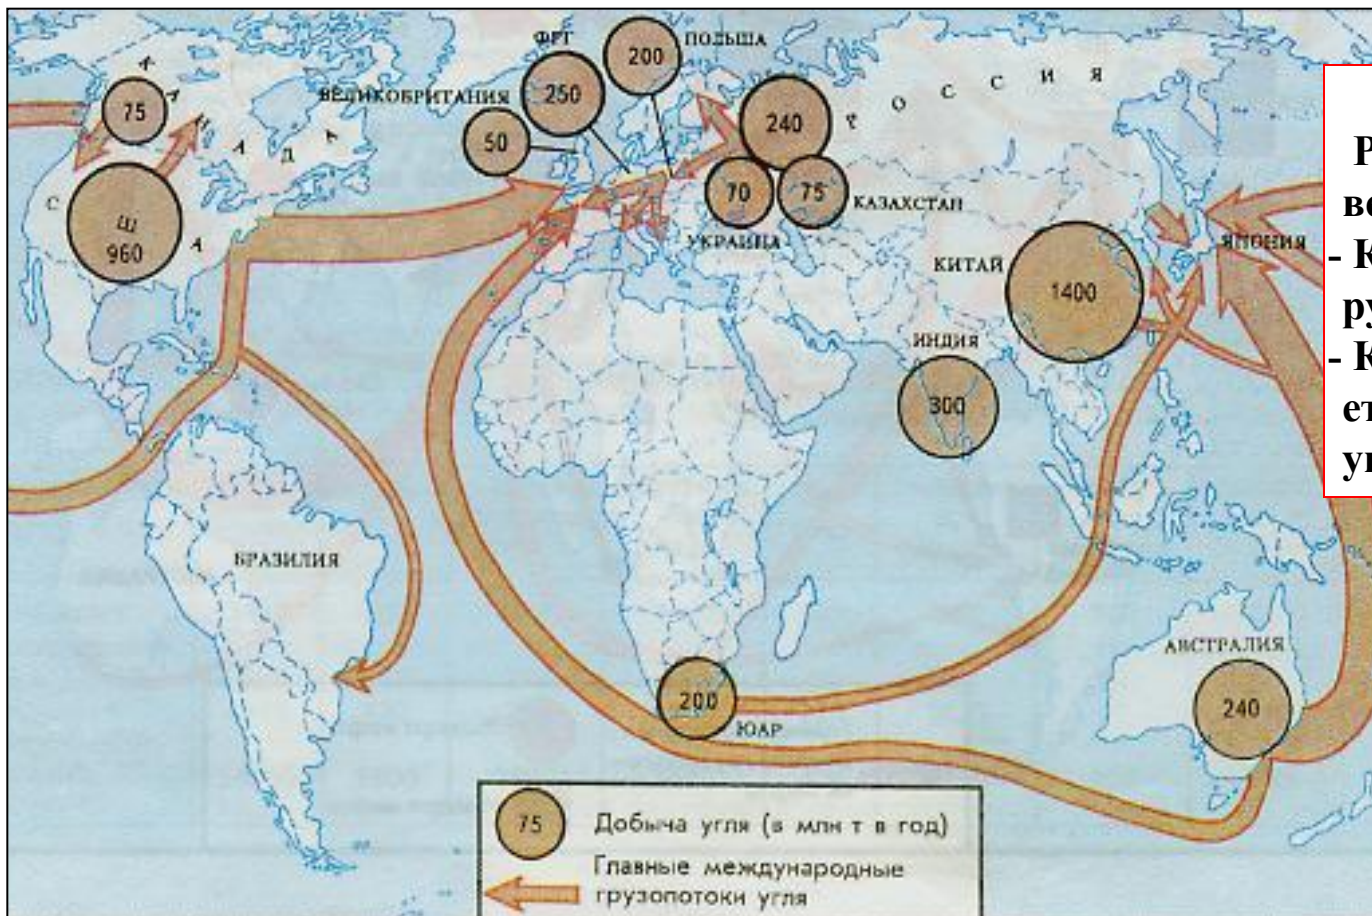 КАНАДА
75
США
960
ВЕЛИКОБРИТАНИЯ
50
ФРГ
250
ПОЛЬША
200
РОССИЯ
240
УКРАИНА
70
75
КАЗАХСТАН
КИТАЙ
1400
ЯПОНИЯ
ИНДИЯ
300
БРАЗИЛИЯ
ЮАР
200
АВСТРАЛИЯ
240
75 Добыча угля (в млн т в год)
Главные международные
грузопотоки угля
Р
- К
- К